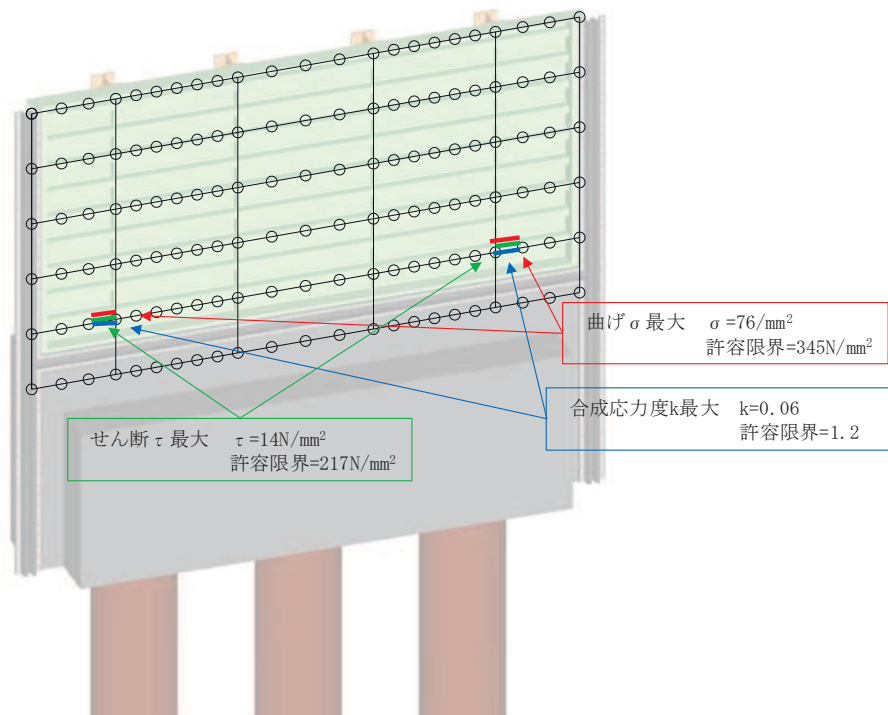 曲げσ最大 σ=76/mm²
許容限界=345N/mm²
合成応力度k最大 k=0.06
許容限界=1.2
せん断τ最大 τ=14N/mm²
許容限界=217N/mm²